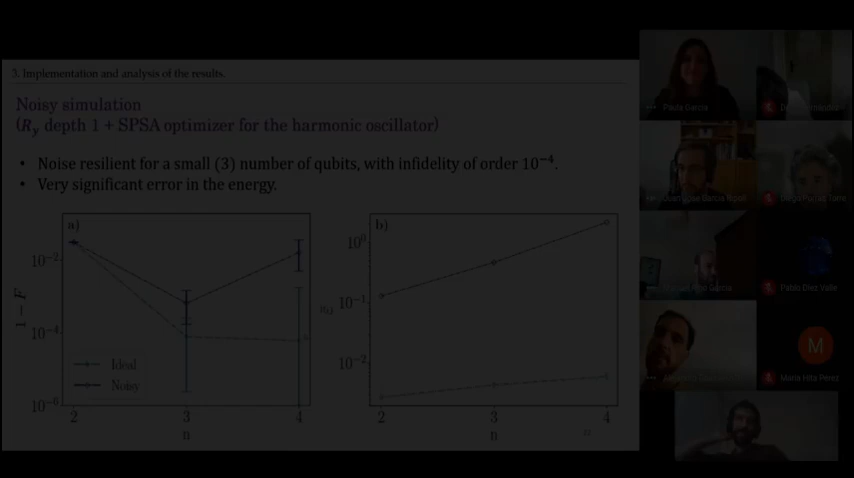 3. Implementation and analysis of the results.
Noisy simulation
(Ry depth 1 + SPSA optimizer for the harmonic oscillator)
• Noise resilient for a small (3) number of qubits, with infidelity of order 10⁻⁴.
• Very significant error in the energy.
a)
10⁻²
10⁻⁴
10⁻⁶
1 − F
Ideal
Noisy
2 3 4
n
b)
10⁰
10⁻¹
10⁻²
2 3 4
n
Paula García
Pablo Díez Valle
M
María Hita Pérez